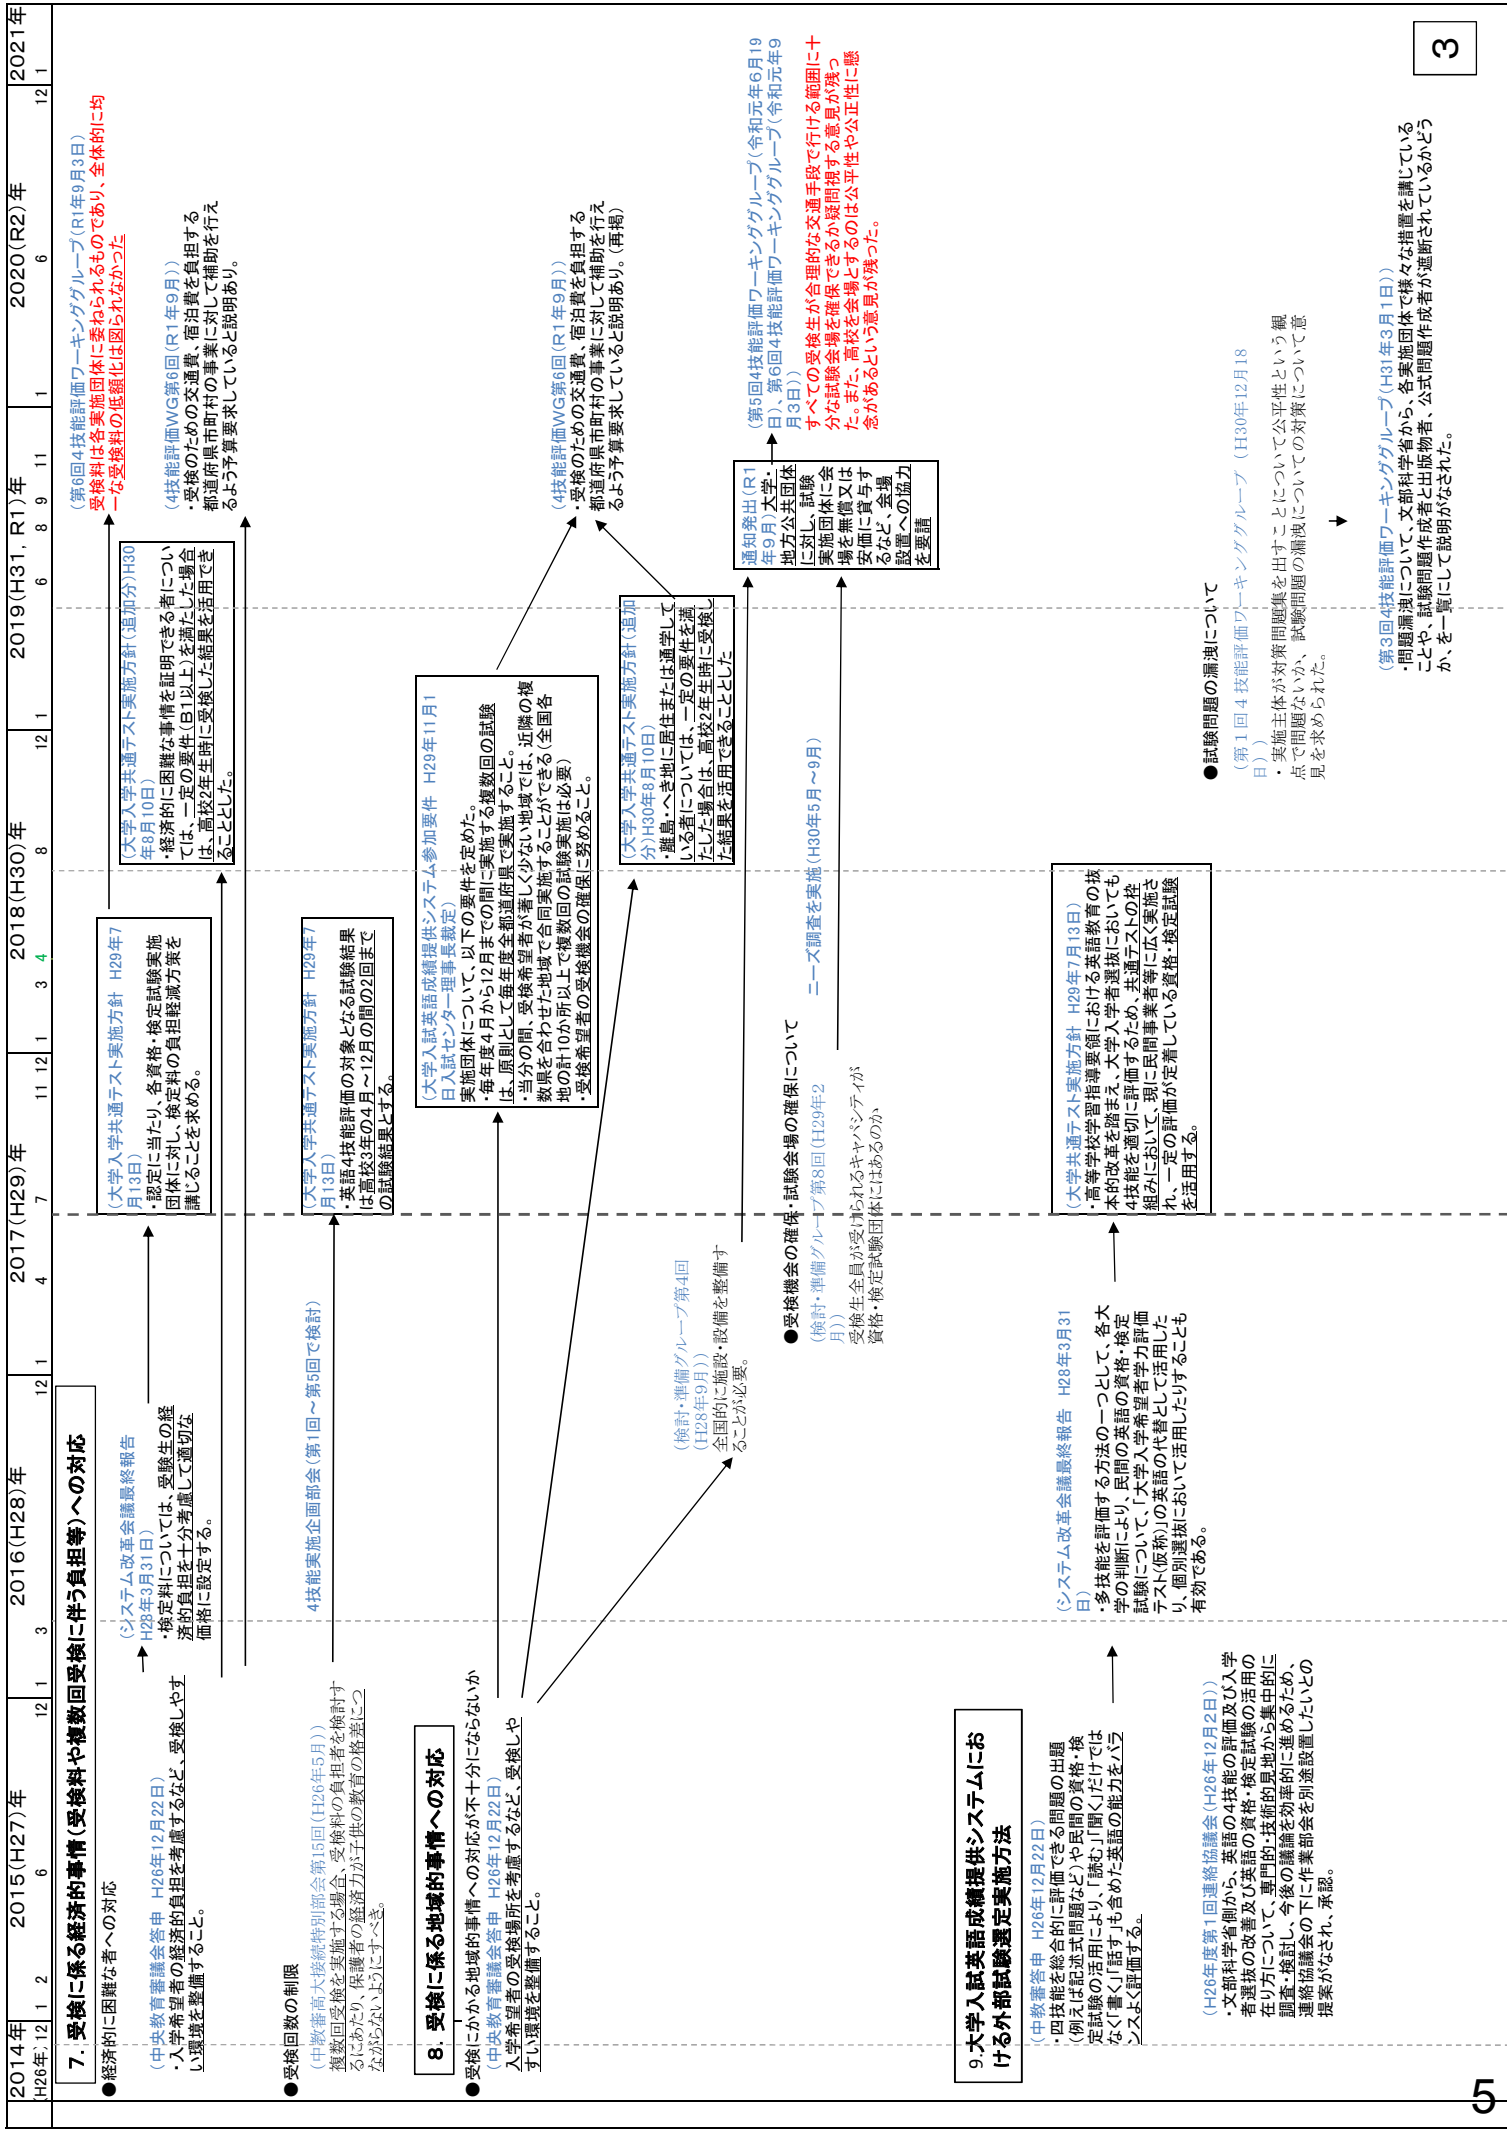 2014年
(H26年)
12
2015(H27)年
1
2
6
12
2016(H28)年
1
3
12
2017(H29)年
1
4
7
11
12
2018(H30)年
1
3
4
8
12
2019(H31, R1)年
1
6
8
9
11
2020(R2)年
1
6
12
2021年
1
7. 受検に係る経済的事情(受検料や複数回受検に伴う負担等)への対応
●経済的に困難な者への対応
(中央教育審議会答申 H26年12月22日)
・入学希望者の経済的負担を考慮するなど、受検しやす
い環境を整備すること。
(システム改革会議最終報告
H28年3月31日)
・検定料については、受験生の経
済的負担を十分考慮して適切な
価格に設定する。
(大学入学共通テスト実施方針 H29年7
月13日)
・認定に当たり、各資格・検定試験実施
団体に対し、検定料の負担軽減方策を
講じることを求める。
(大学入学共通テスト実施方針(追加分)H30
年8月10日)
・経済的に困難な事情を証明できる者につい
ては、一定の要件(B1以上)を満たした場合
は、高校2年生時に受検した結果を活用でき
ることとした。
(第6回4技能評価ワーキンググループ(R1年9月3日)
受検料は各実施団体に委ねられるものであり、全体的に均
一な受検料の低額化は図られなかった
(4技能評価WG第6回(R1年9月))
・受検のための交通費、宿泊費を負担する
都道府県市町村の事業に対して補助を行え
るよう予算要求していると説明あり。
●受検回数の制限
(中教審高大接続特別部会第15回(H26年5月))
複数回受検を実施する場合、受検料の負担者を検討す
るにあたり、保護者の経済力が子供の教育の格差につ
ながらないようにすべき。
4技能実施企画部会(第1回~第5回で検討)
(大学入学共通テスト実施方針 H29年7
月13日)
・英語4技能評価の対象となる試験結果
は高校3年の4月~12月の間の2回まで
の試験結果とする。
8. 受検に係る地域的事情への対応
●受検にかかる地域的事情への対応が不十分にならないか
(中央教育審議会答申 H26年12月22日)
入学希望者の受検場所を考慮するなど、受検しや
すい環境を整備すること。
(大学入試英語成績提供システム参加要件 H29年11月1
日入試センター理事長裁定)
実施団体について、以下の要件を定めた。
・毎年度4月から12月までの間に実施する複数回の試験
は、原則として毎年度全都道府県で実施すること。
・当分の間、受検希望者が著しく少ない地域では、近隣の複
数県を合わせた地域で合同実施することができる(全国各
地の計10か所以上で複数回の試験実施は必要)
・受検希望者の受検機会の確保に努めること。
(4技能評価WG第6回(R1年9月))
・受検のための交通費、宿泊費を負担する
都道府県市町村の事業に対して補助を行え
るよう予算要求していると説明あり。(再掲)
(大学入学共通テスト実施方針(追加
分)H30年8月10日)
・離島・へき地に居住または通学して
いる者については、一定の要件を満
たした場合は、高校2年生時に受検し
た結果を活用できることとした
(検討・準備グループ第4回
(H28年9月))
全国的に施設・設備を整備す
ることが必要。
通知発出(R1
年9月)大学・
地方公共団体
に対し、試験
実施団体に会
場を無償又は
安価に貸与す
るなど、会場
設置への協力
を要請
(第5回4技能評価ワーキンググループ(令和元年6月19
日)、第6回4技能評価ワーキンググループ(令和元年9
月3日))
すべての受検生が合理的な交通手段で行ける範囲に十
分な試験会場を確保できるか疑問視する意見が残っ
た。また、高校を会場とするのは公平性や公正性に懸
念があるという意見が残った。
●受検機会の確保・試験会場の確保について
(検討・準備グループ第8回(H29年2
月))
受検生全員が受けられるキャパシティが
資格・検定試験団体にはあるのか
ニーズ調査を実施(H30年5月~9月)
9.大学入試英語成績提供システムにお
ける外部試験選定実施方法
(中教審答申 H26年12月22日)
・四技能を総合的に評価できる問題の出題
(例えば記述式問題など)や民間の資格・検
定試験の活用により、「読む」「聞く」だけでは
なく「書く」「話す」も含めた英語の能力をバラ
ンスよく評価する。
(システム改革会議最終報告 H28年3月31
日)
・多技能を評価する方法の一つとして、各大
学の判断により、民間の英語の資格・検定
試験について、「大学入学希望者学力評価
テスト(仮称)」の英語の代替として活用した
り、個別選抜において活用したりすることも
有効である。
(大学共通テスト実施方針 H29年7月13日)
・高等学校学習指導要領における英語教育の抜
本的改革を踏まえ、大学入学者選抜においても
4技能を適切に評価するため、共通テストの枠
組みにおいて、現に民間事業者等に広く実施さ
れ、一定の評価が定着している資格・検定試験
を活用する。
(H26年度第1回連絡協議会(H26年12月2日))
・文部科学省側から、英語の4技能の評価及び入学
者選抜の改善及び英語の資格・検定試験の活用の
在り方について、専門的・技術的見地から集中的に
調査・検討し、今後の議論を効率的に進めるため、
連絡協議会の下に作業部会を別途設置したいとの
提案がなされ、承認。
●試験問題の漏洩について
(第1回4技能評価ワーキンググループ(H30年12月18
日))
・実施主体が対策問題集を出すことについて公平性という観
点で問題ないか、試験問題の漏洩についての対策について意
見を求められた。
(第3回4技能評価ワーキンググループ(H31年3月1日))
・問題漏洩について、文部科学省から、各実施団体で様々な措置を講じている
ことや、試験問題作成者と出版物者、公式問題作成者が遮断されているかどう
か、を一覧にして説明がなされた。
3
5